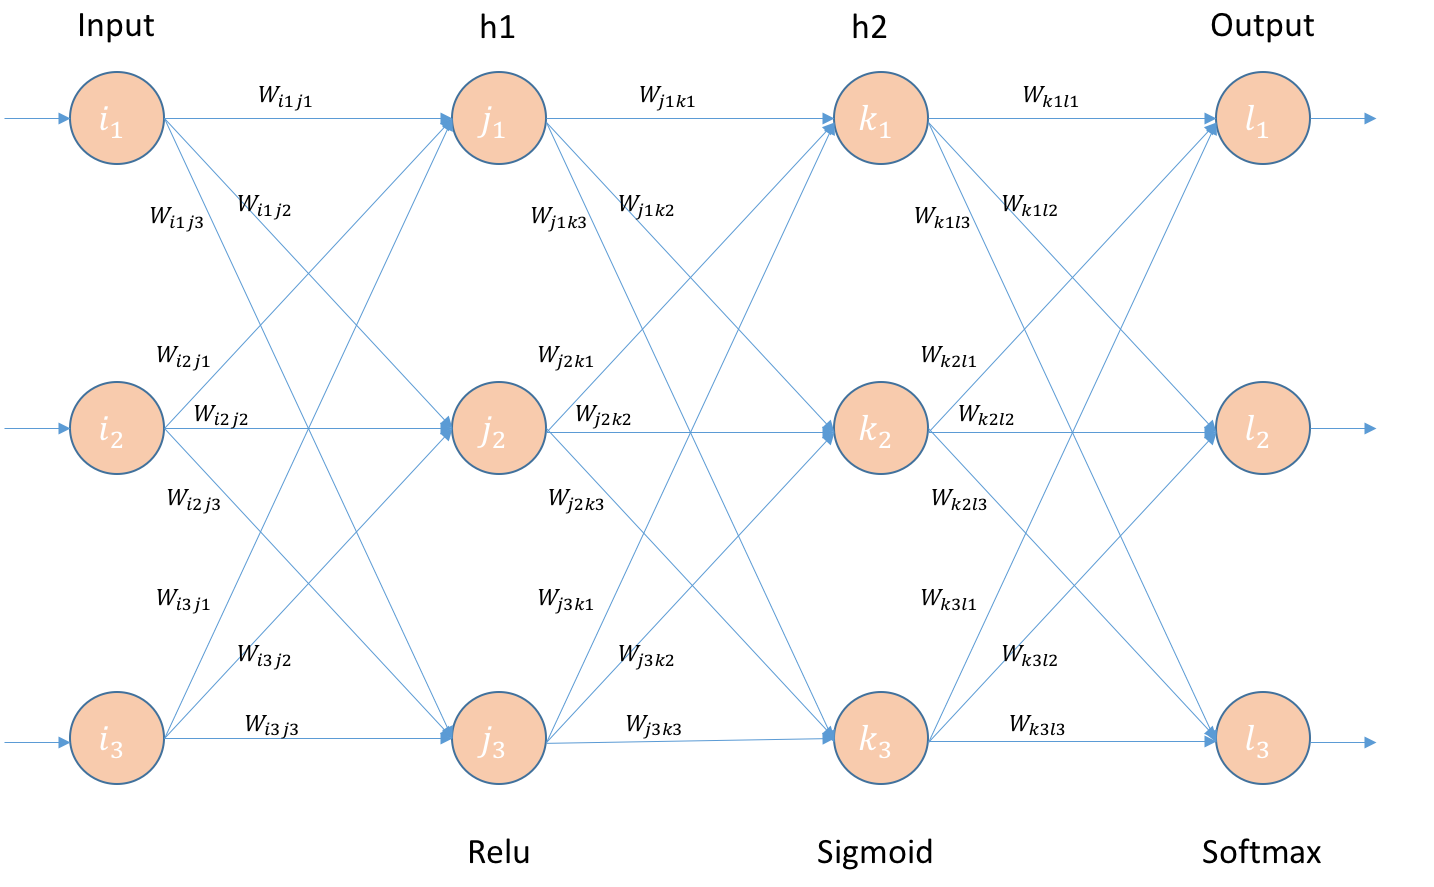 Input h1 h2 Output
W_{i1j1} W_{j1k1} W_{k1l1}
i_1 j_1 k_1 l_1
W_{i1j3} W_{i1j2} W_{j1k3} W_{j1k2} W_{k1l3} W_{k1l2}
W_{i2j1} W_{j2k1} W_{k2l1}
W_{i2j2} W_{j2k2} W_{k2l2}
i_2 j_2 k_2 l_2
W_{i2j3} W_{j2k3} W_{k2l3}
W_{i3j1} W_{j3k1} W_{k3l1}
W_{i3j2} W_{j3k2} W_{k3l2}
W_{i3j3} W_{j3k3} W_{k3l3}
i_3 j_3 k_3 l_3
Relu Sigmoid Softmax